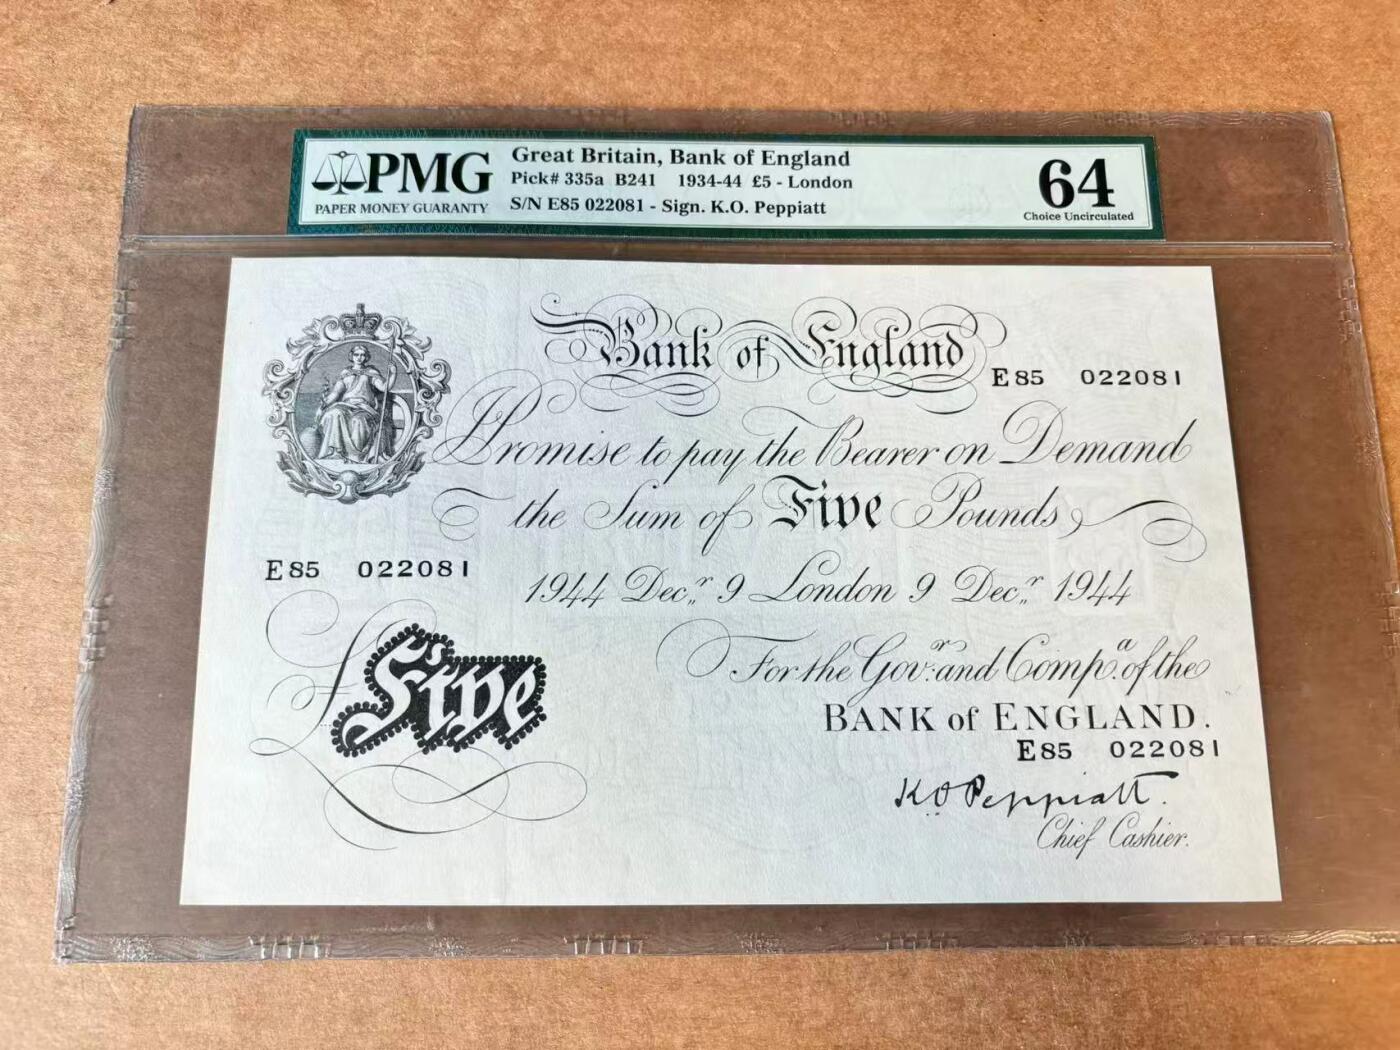 PMG
PAPER MONEY GUARANTY
Great Britain, Bank of England
Pick# 335a B241 1934-44 £5 - London
S/N E85 022081 - Sign. K.O. Peppiatt
64
Choice Uncirculated
Bank of England
E85 022081
I Promise to pay the Bearer on Demand
the Sum of Five Pounds
E85 022081
1944 Decr. 9 London 9 Decr. 1944
£Five
For the Govr. and Compa. of the
BANK of ENGLAND.
E85 022081
K.O. Peppiatt.
Chief Cashier.